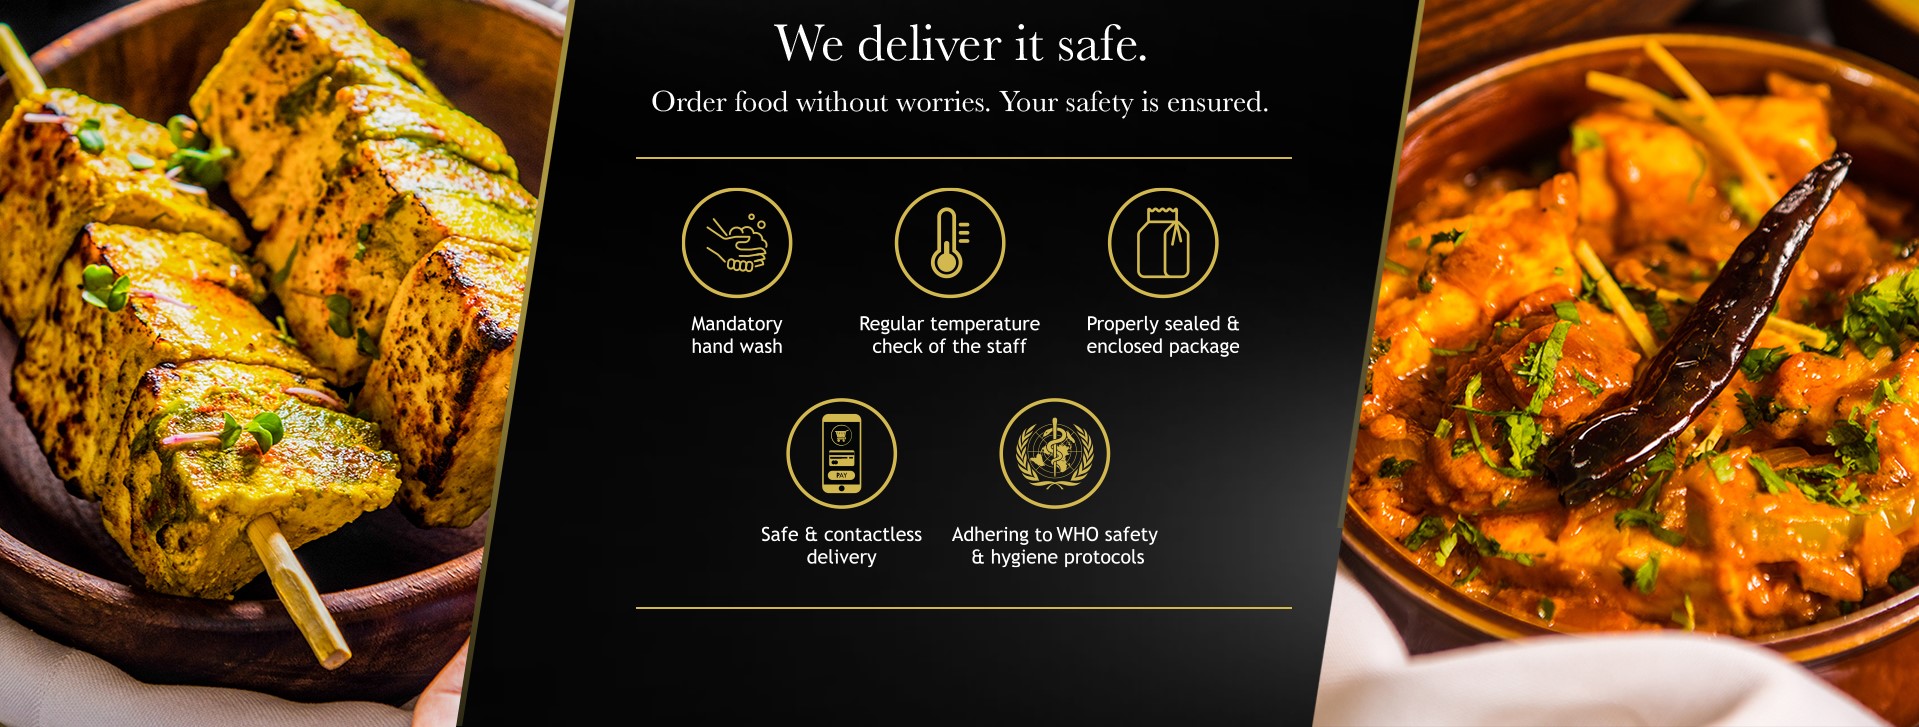 We deliver it safe.
Order food without worries. Your safety is ensured.
Mandatory
hand wash
Regular temperature
check of the staff
Properly sealed &
enclosed package
PAY
Safe & contactless
delivery
Adhering to WHO safety
& hygiene protocols